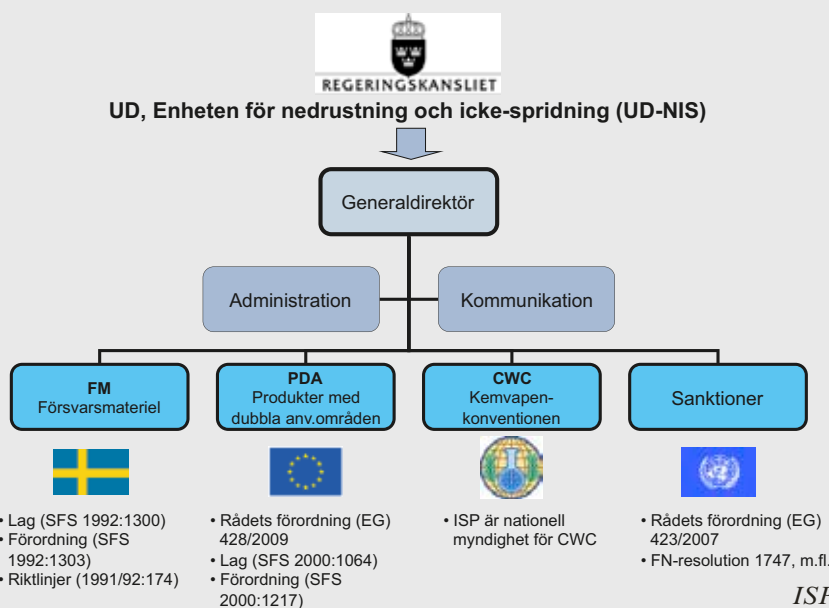 REGERINGSKANSLIET
UD, Enheten för nedrustning och icke-spridning (UD-NIS)
Generaldirektör
Administration
Kommunikation
FM
Försvarsmateriel
PDA
Produkter med
dubbla anv.områden
CWC
Kemvapen-
konventionen
Sanktioner
• Lag (SFS 1992:1300)
• Förordning (SFS
1992:1303)
• Riktlinjer (1991/92:174)
• Rådets förordning (EG)
428/2009
• Lag (SFS 2000:1064)
• Förordning (SFS
2000:1217)
• ISP är nationell
myndighet för CWC
• Rådets förordning (EG)
423/2007
• FN-resolution 1747, m.fl.